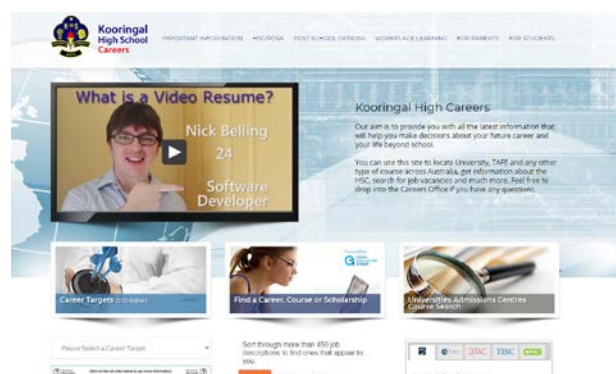 Kooringal
High School
Careers
IMPORTANT INFORMATION HSC/ROSA POST SCHOOL OPTIONS WORKPLACE LEARNING FOR PARENTS FOR STUDENTS
What is a Video Resume?
Nick Belling
24
Software
Developer
Kooringal High Careers
Our aim is to provide you with all the latest information that
will help you make decisions about your future career and
your life beyond school.
You can use this site to locate University, TAFE and any other
type of course across Australia, get information about the
HSC, search for job vacancies and much more. Feel free to
drop into the Careers Office if you have any questions.
Career Targets
Find a Career, Course or Scholarship
Universities Admissions Centres
Course Search
Please Select a Career Target
Sort through more than 450 job
descriptions to find ones that appeal to
you.
QTAC TISC